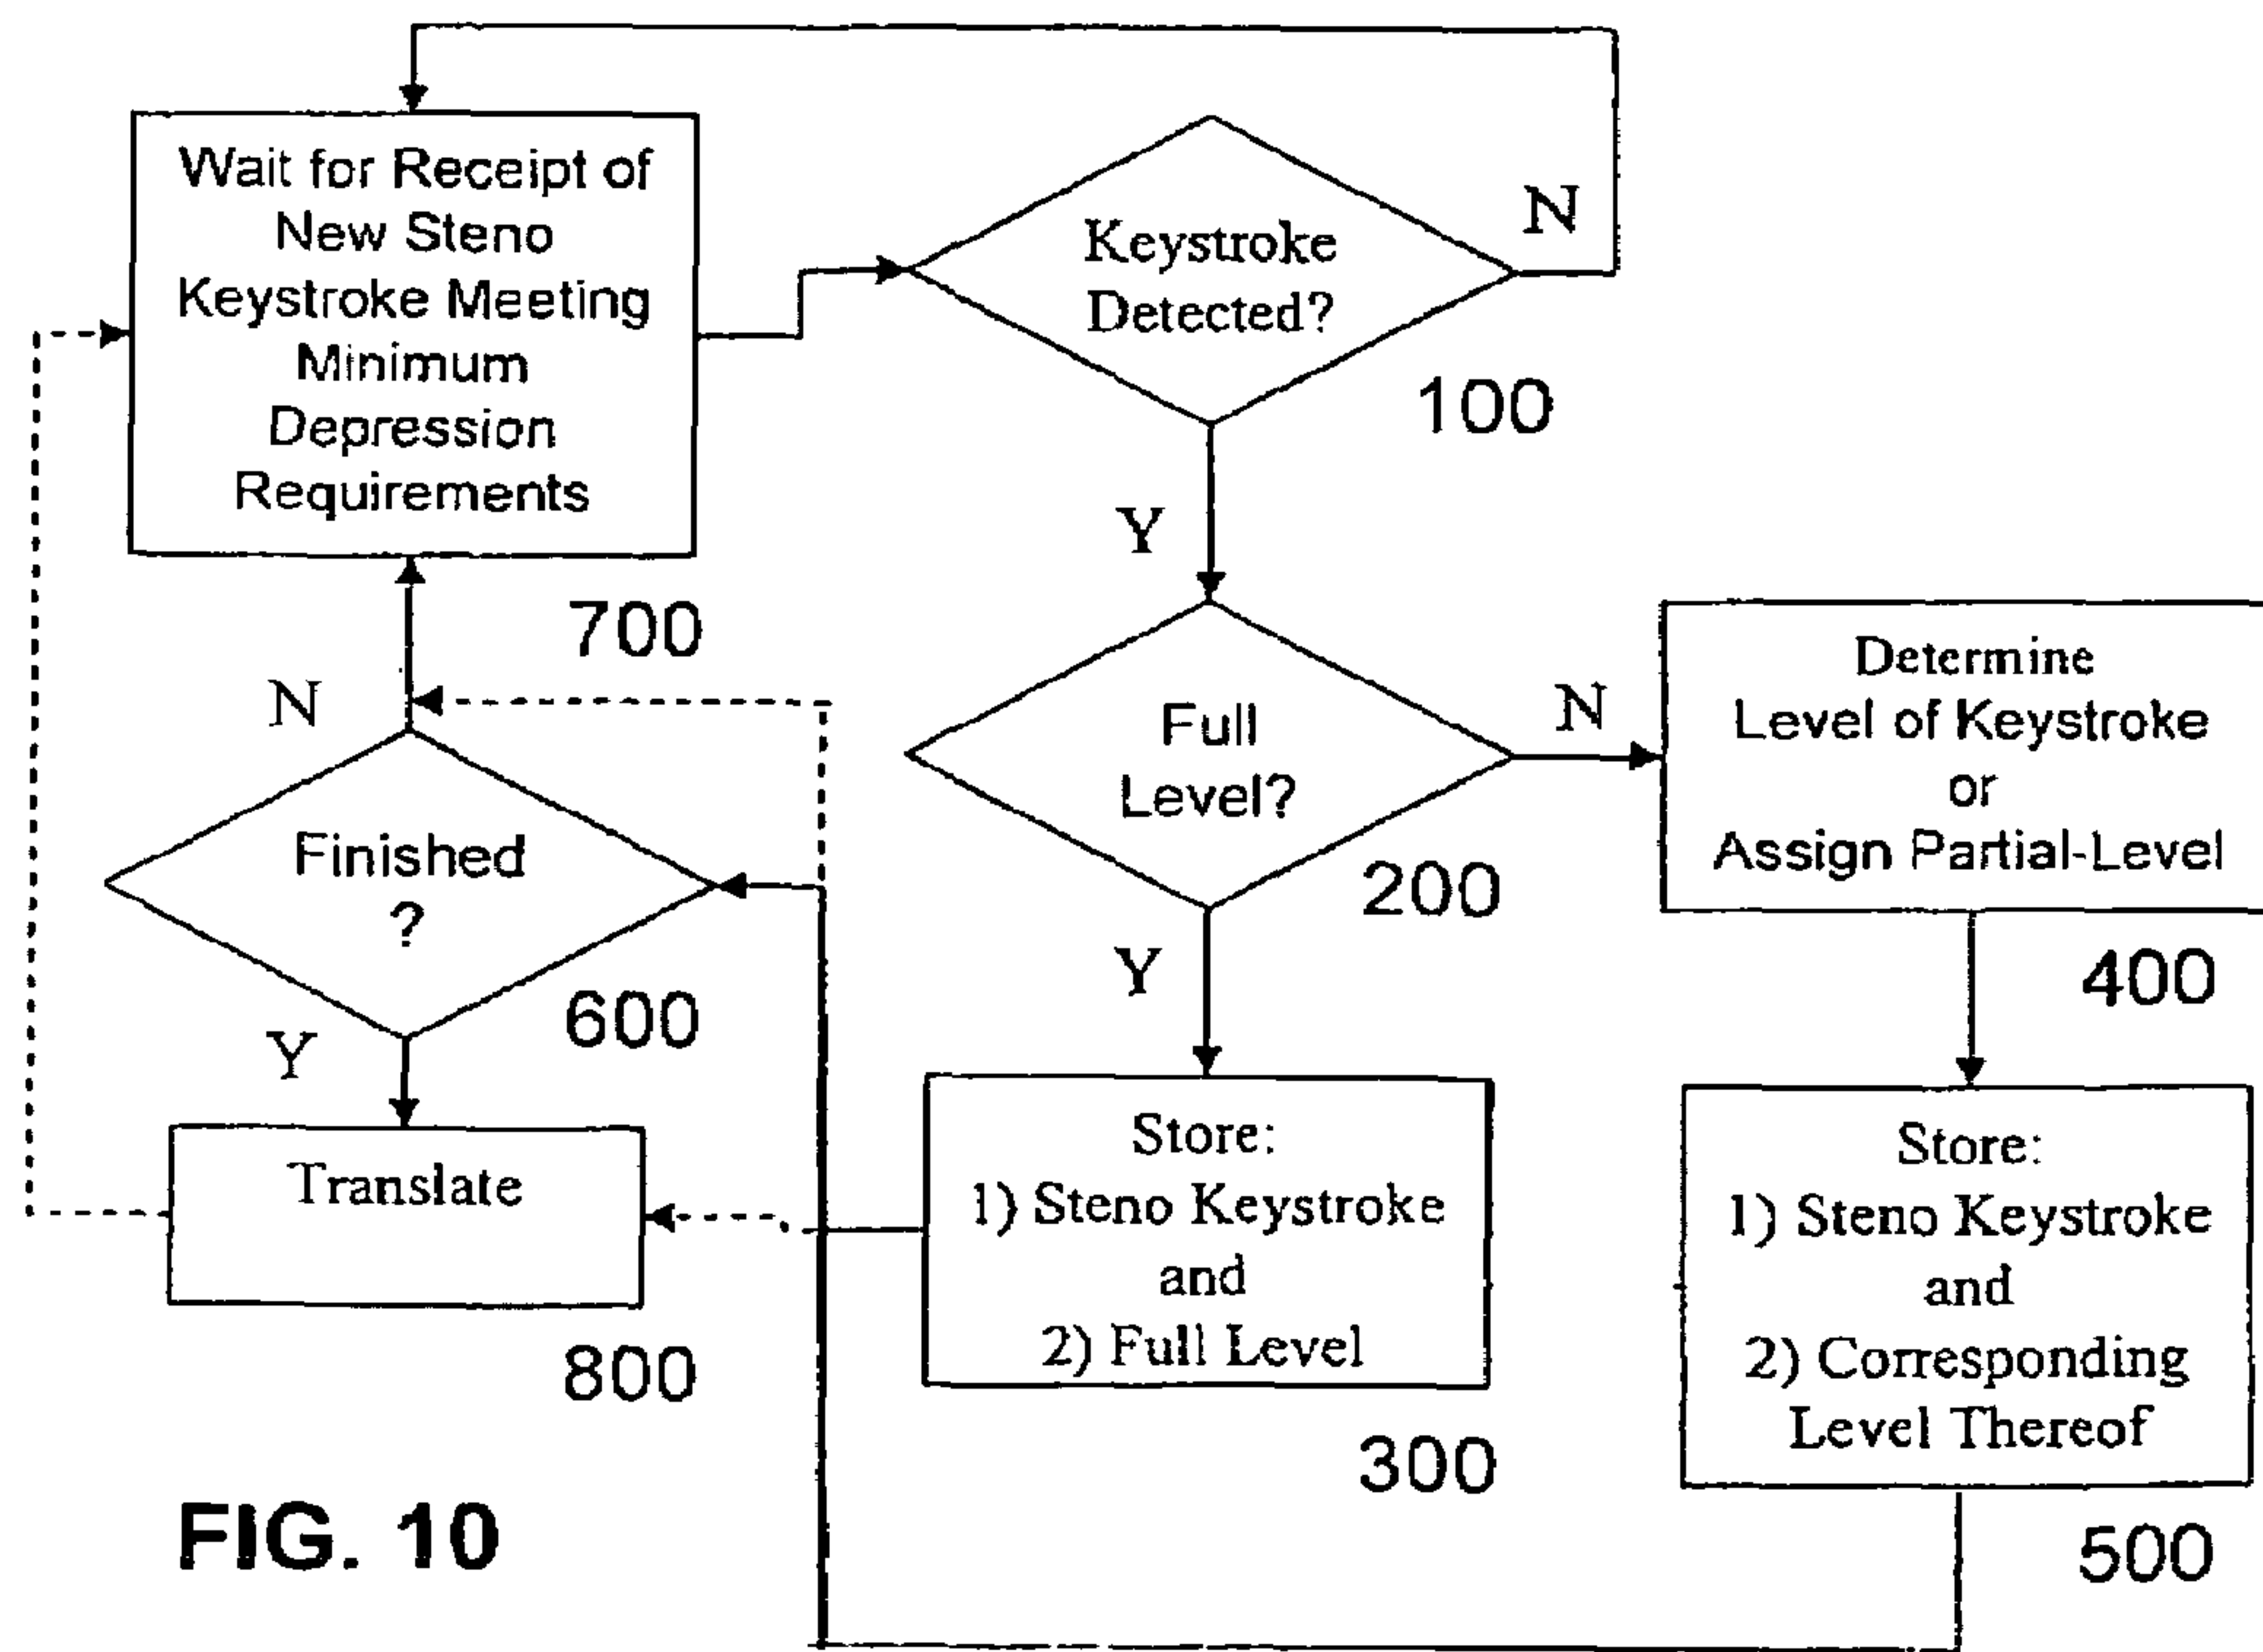 Wait for Receipt of
New Steno
Keystroke Meeting
Minimum
Depression
Requirements
700
Keystroke
Detected?
N
100
Y
Full
Level?
N
200
Y
Determine
Level of Keystroke
or
Assign Partial-Level
400
Store:
1) Steno Keystroke
and
2) Full Level
300
Store:
1) Steno Keystroke
and
2) Corresponding
Level Thereof
500
N
Finished
?
600
Y
Translate
800
FIG. 10